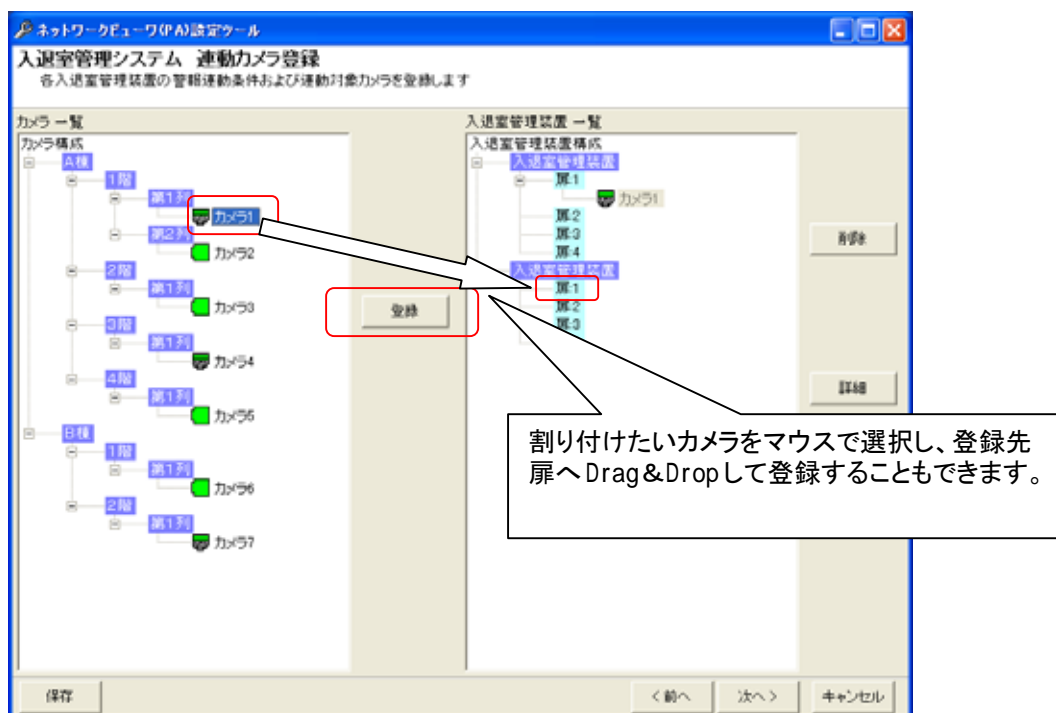 ネットワークビューワ(PA)設定ツール
入退室管理システム 連動カメラ登録
各入退室管理装置の警報連動条件および連動対象カメラを登録します
カメラ 一覧
カメラ構成
A棟
1階
第1列
カメラ1
第2列
カメラ2
2階
第1列
カメラ3
3階
第1列
カメラ4
4階
第1列
カメラ5
B棟
1階
第1列
カメラ6
2階
第1列
カメラ7
登録
入退室管理装置 一覧
入退室管理装置構成
入退室管理装置
扉:1
カメラ1
扉:2
扉:3
扉:4
入退室管理装置
扉:1
扉:2
扉:3
削除
詳細
割り付けたいカメラをマウスで選択し、登録先
扉へDrag&Dropして登録することもできます。
保存
<前へ
次へ>
キャンセル